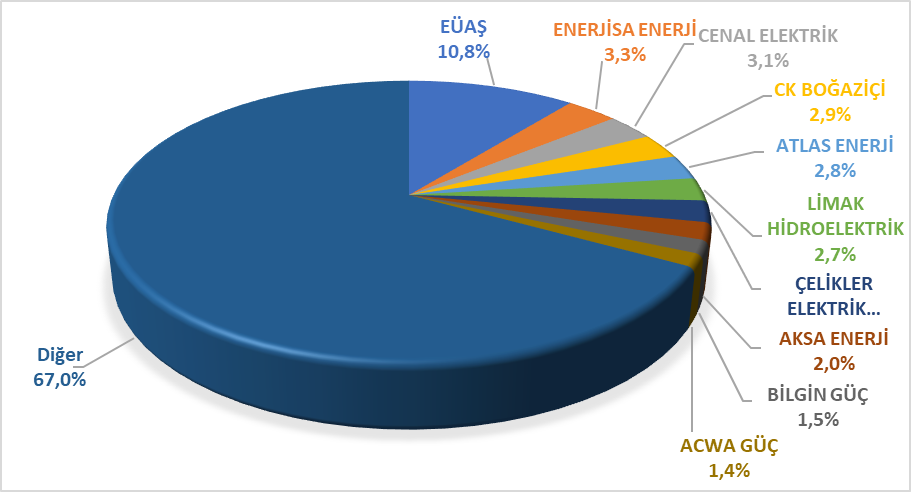 EÜAŞ
10,8%
ENERJİSA ENERJİ
3,3%
CENAL ELEKTRİK
3,1%
CK BOĞAZİÇİ
2,9%
ATLAS ENERJİ
2,8%
LİMAK
HİDROELEKTRİK
2,7%
ÇELİKLER
ELEKTRİK...
AKSA ENERJİ
2,0%
BİLGİN GÜÇ
1,5%
ACWA GÜÇ
1,4%
Diğer
67,0%